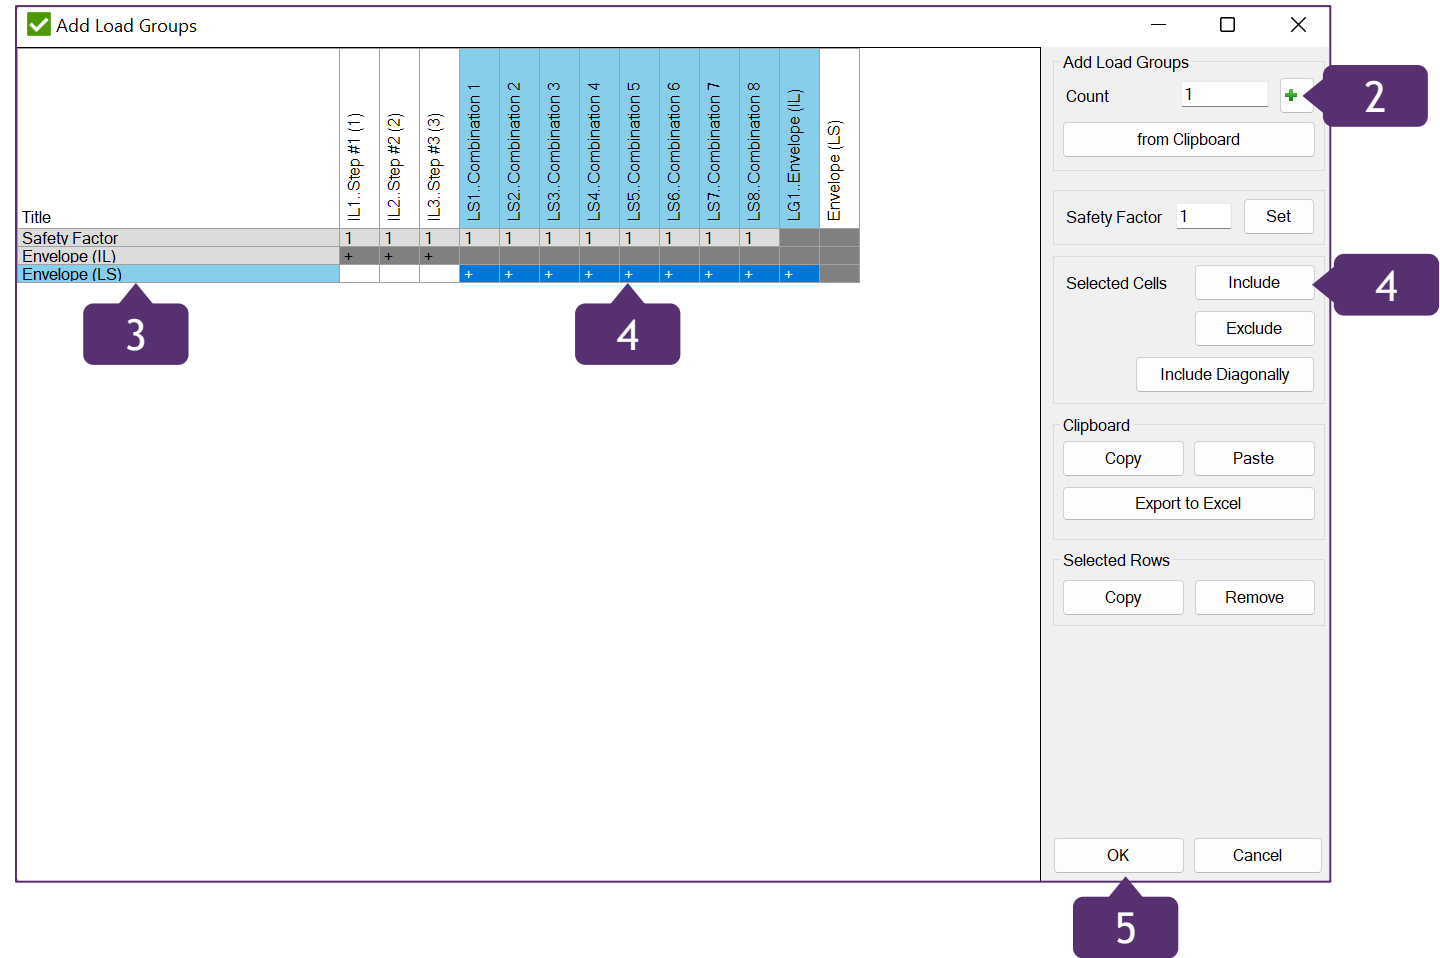 Add Load Groups
Title
IL1..Step #1 (1)
IL2..Step #2 (2)
IL3..Step #3 (3)
LS1..Combination 1
LS2..Combination 2
LS3..Combination 3
LS4..Combination 4
LS5..Combination 5
LS6..Combination 6
LS7..Combination 7
LS8..Combination 8
LG1..Envelope (IL)
Envelope (LS)
Safety Factor 1 1 1 1 1 1 1 1 1 1 1
Envelope (IL) + + +
Envelope (LS) + + + + + + + + +
3
4
Add Load Groups
Count 1
2
from Clipboard
Safety Factor 1 Set
Selected Cells Include
4
Exclude
Include Diagonally
Clipboard
Copy Paste
Export to Excel
Selected Rows
Copy Remove
OK Cancel
5